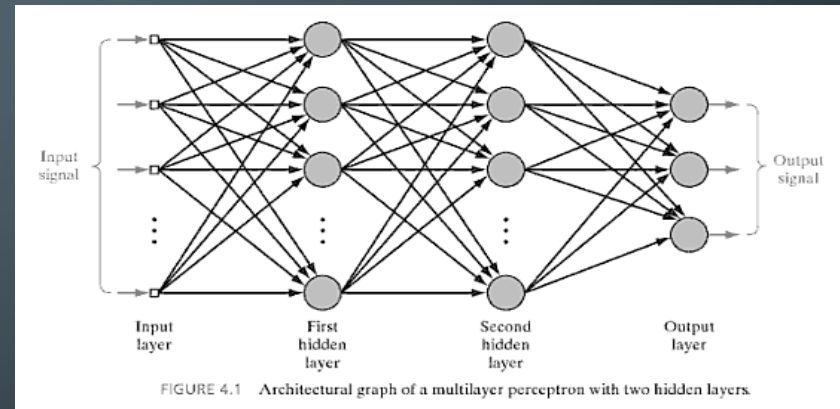 Input
signal
Output
signal
Input
layer
First
hidden
layer
Second
hidden
layer
Output
layer
FIGURE 4.1 Architectural graph of a multilayer perceptron with two hidden layers.